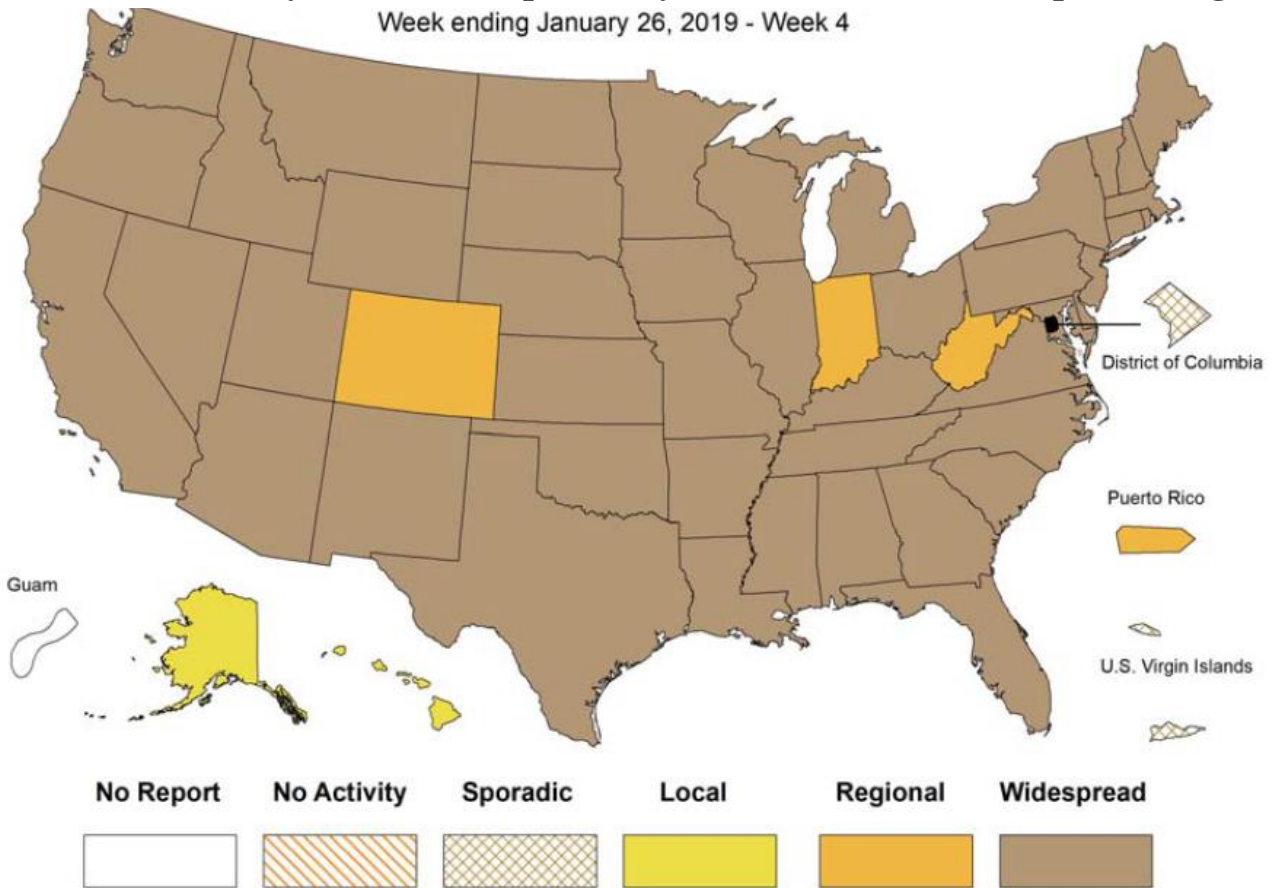 Week ending January 26, 2019 - Week 4
District of Columbia
Puerto Rico
Guam
U.S. Virgin Islands
No Report No Activity Sporadic Local Regional Widespread